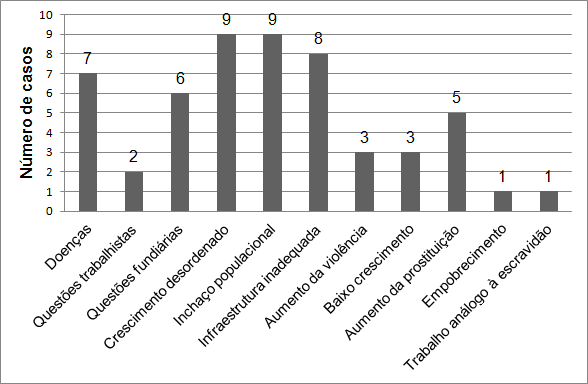 Número de casos
10
9
8
7
6
5
4
3
2
1
0
7
2
6
9
9
8
3
3
5
1
1
Doenças
Questões trabalhistas
Questões fundiárias
Crescimento desordenado
Inchaço populacional
Infraestrutura inadequada
Aumento da violência
Baixo crescimento
Aumento da prostituição
Empobrecimento
Trabalho análogo à escravidão